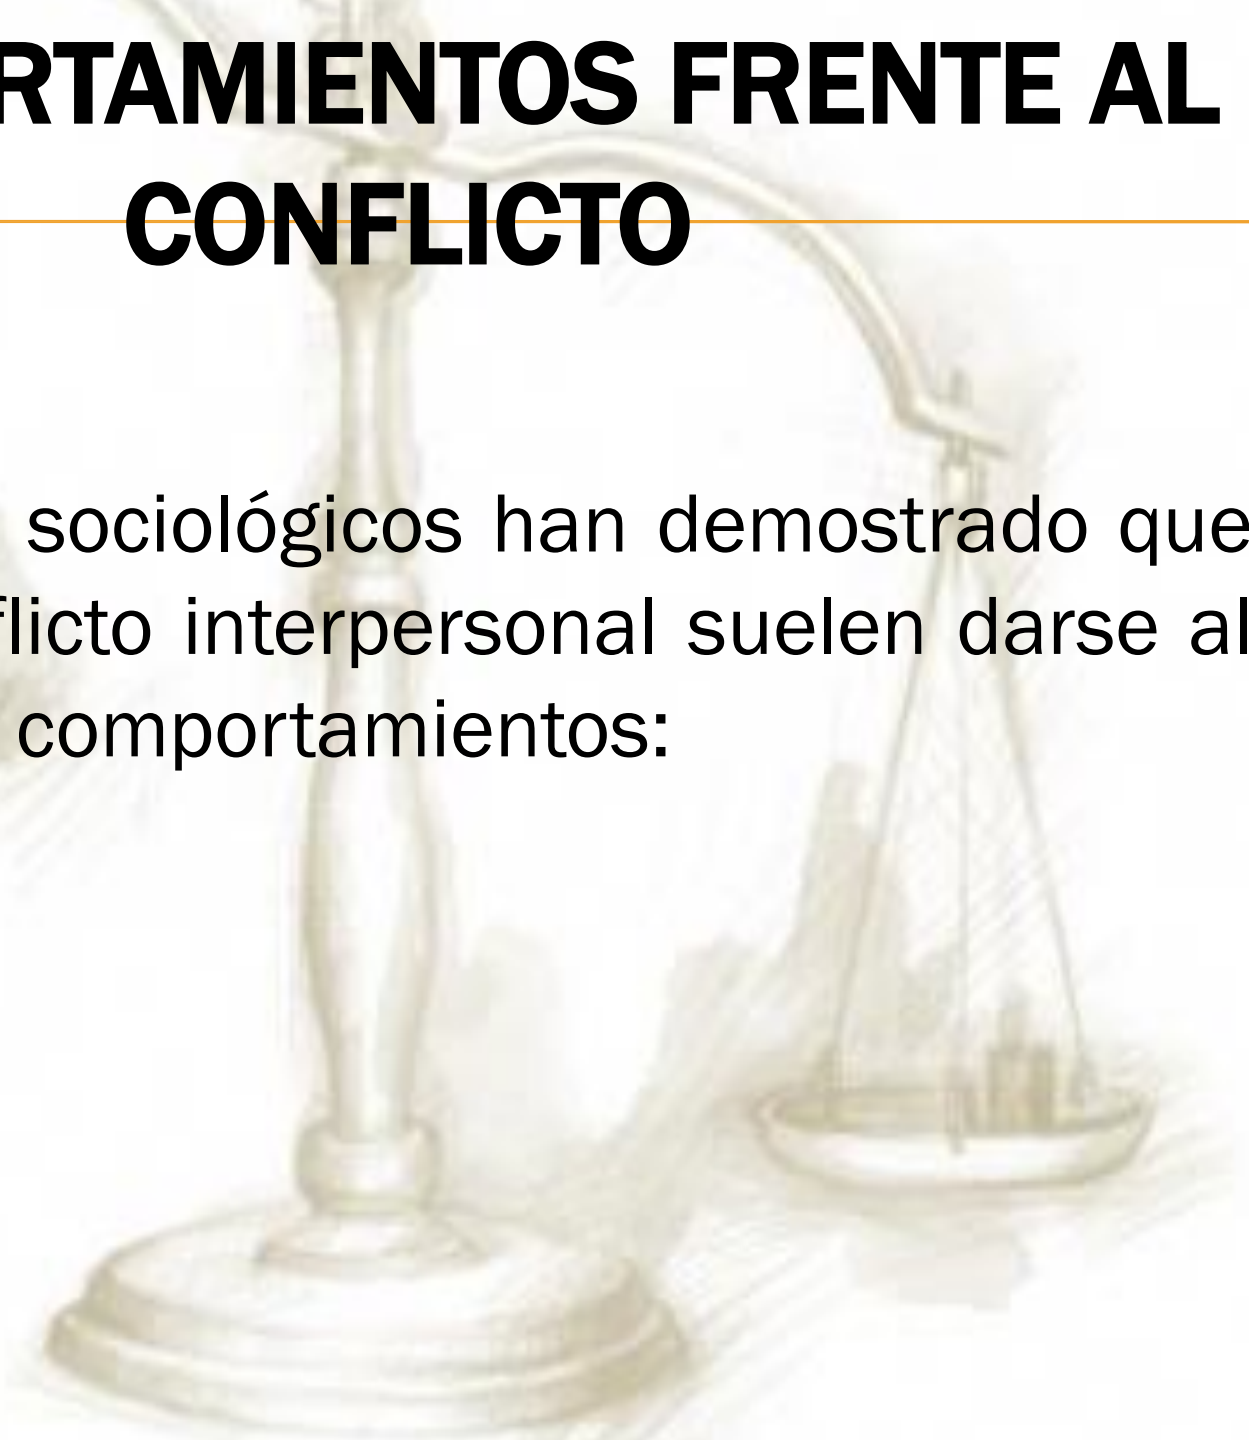 RTAMIENTOS FRENTE AL
CONFLICTO
sociológicos han demostrado que
flicto interpersonal suelen darse al
comportamientos: